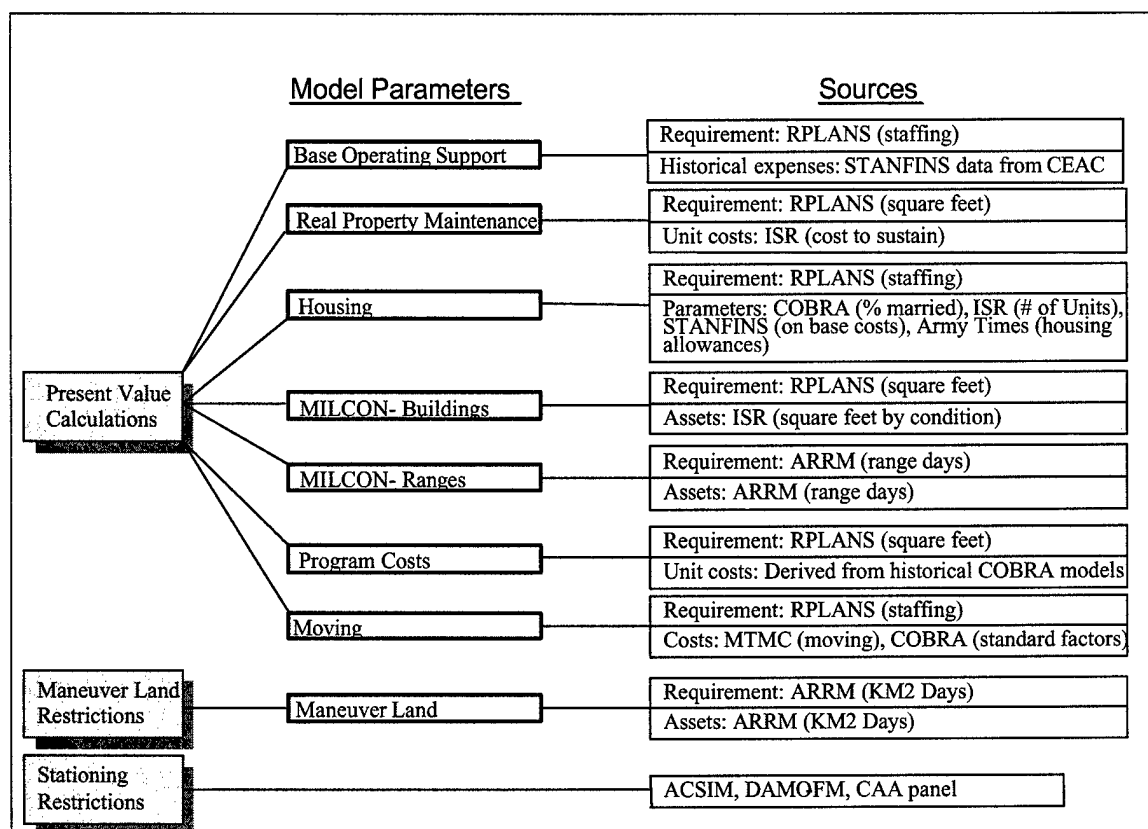 Model Parameters
Sources
Base Operating Support
Requirement: RPLANS (staffing)
Historical expenses: STANFINS data from CEAC
Real Property Maintenance
Requirement: RPLANS (square feet)
Unit costs: ISR (cost to sustain)
Housing
Requirement: RPLANS (staffing)
Parameters: COBRA (% married), ISR (# of Units),
STANFINS (on base costs), Army Times (housing
allowances)
Present Value
Calculations
MILCON- Buildings
Requirement: RPLANS (square feet)
Assets: ISR (square feet by condition)
MILCON- Ranges
Requirement: ARRM (range days)
Assets: ARRM (range days)
Program Costs
Requirement: RPLANS (square feet)
Unit costs: Derived from historical COBRA models
Moving
Requirement: RPLANS (staffing)
Costs: MTMC (moving), COBRA (standard factors)
Maneuver Land
Restrictions
Maneuver Land
Requirement: ARRM (KM2 Days)
Assets: ARRM (KM2 Days)
Stationing
Restrictions
ACSIM, DAMOFM, CAA panel